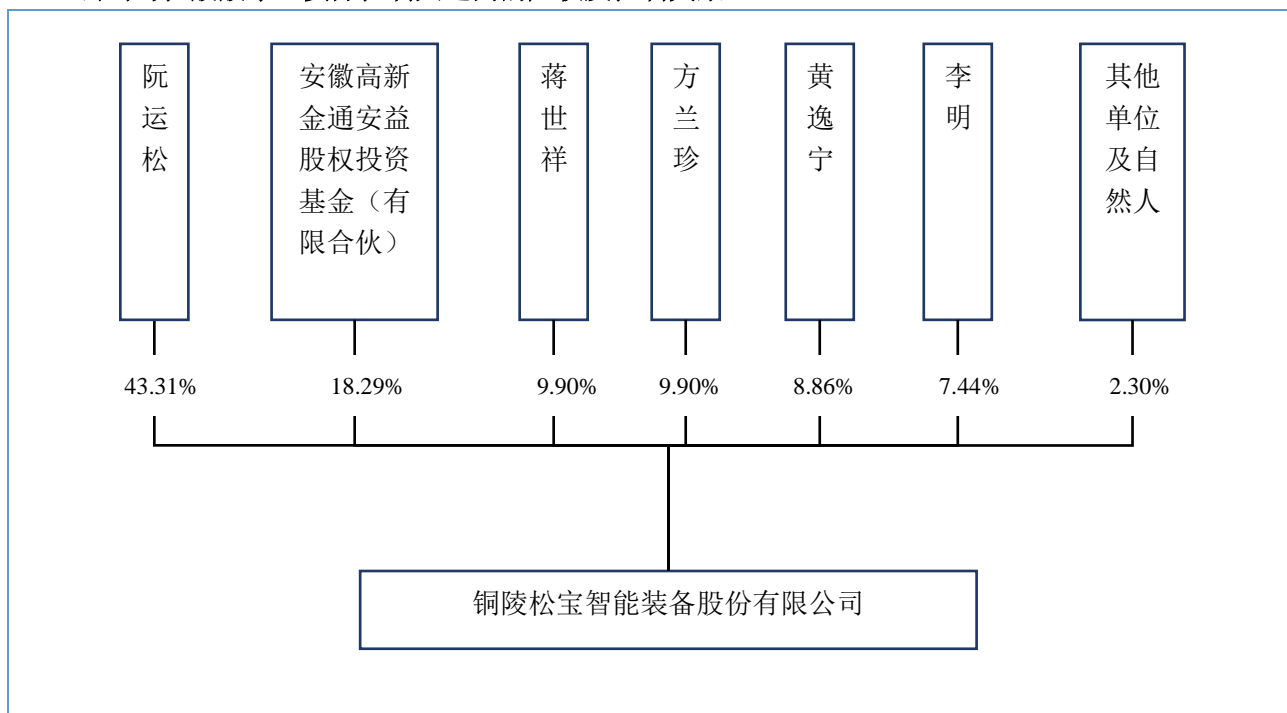 阮
运
松
安徽高新
金通安益
股权投资
基金（有
限合伙）
蒋
世
祥
方
兰
珍
黄
逸
宁
李
明
其他
单位
及自
然人
43.31%
18.29%
9.90%
9.90%
8.86%
7.44%
2.30%
铜陵松宝智能装备股份有限公司